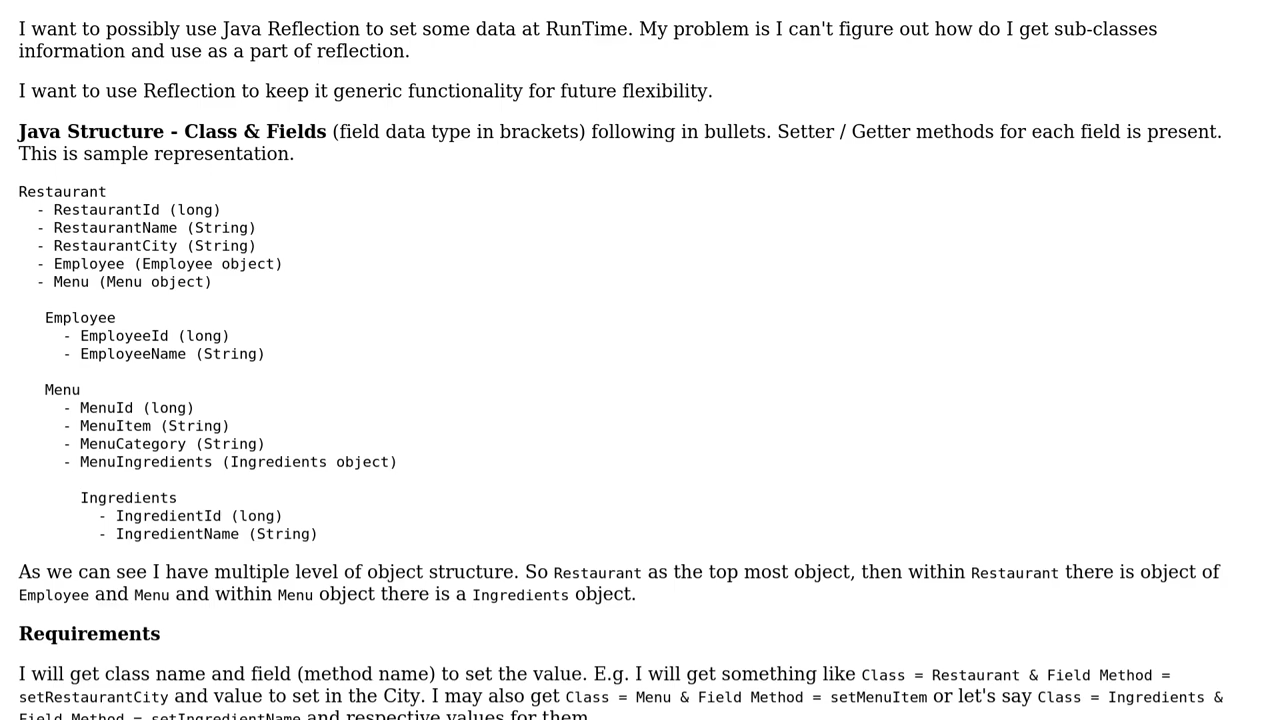 I want to possibly use Java Reflection to set some data at RunTime. My problem is I can't figure out how do I get sub-classes
information and use as a part of reflection.
I want to use Reflection to keep it generic functionality for future flexibility.
Java Structure - Class & Fields (field data type in brackets) following in bullets. Setter / Getter methods for each field is present.
This is sample representation.
Restaurant
- RestaurantId (long)
- RestaurantName (String)
- RestaurantCity (String)
- Employee (Employee object)
- Menu (Menu object)
Employee
- EmployeeId (long)
- EmployeeName (String)
Menu
- MenuId (long)
- MenuItem (String)
- MenuCategory (String)
- MenuIngredients (Ingredients object)
Ingredients
- IngredientId (long)
- IngredientName (String)
As we can see I have multiple level of object structure. So Restaurant as the top most object, then within Restaurant there is object of
Employee and Menu and within Menu object there is a Ingredients object.
Requirements
I will get class name and field (method name) to set the value. E.g. I will get something like Class = Restaurant & Field Method =
setRestaurantCity and value to set in the City. I may also get Class = Menu & Field Method = setMenuItem or let's say Class = Ingredients &
Field Method = setIngredientName and respective values for them.